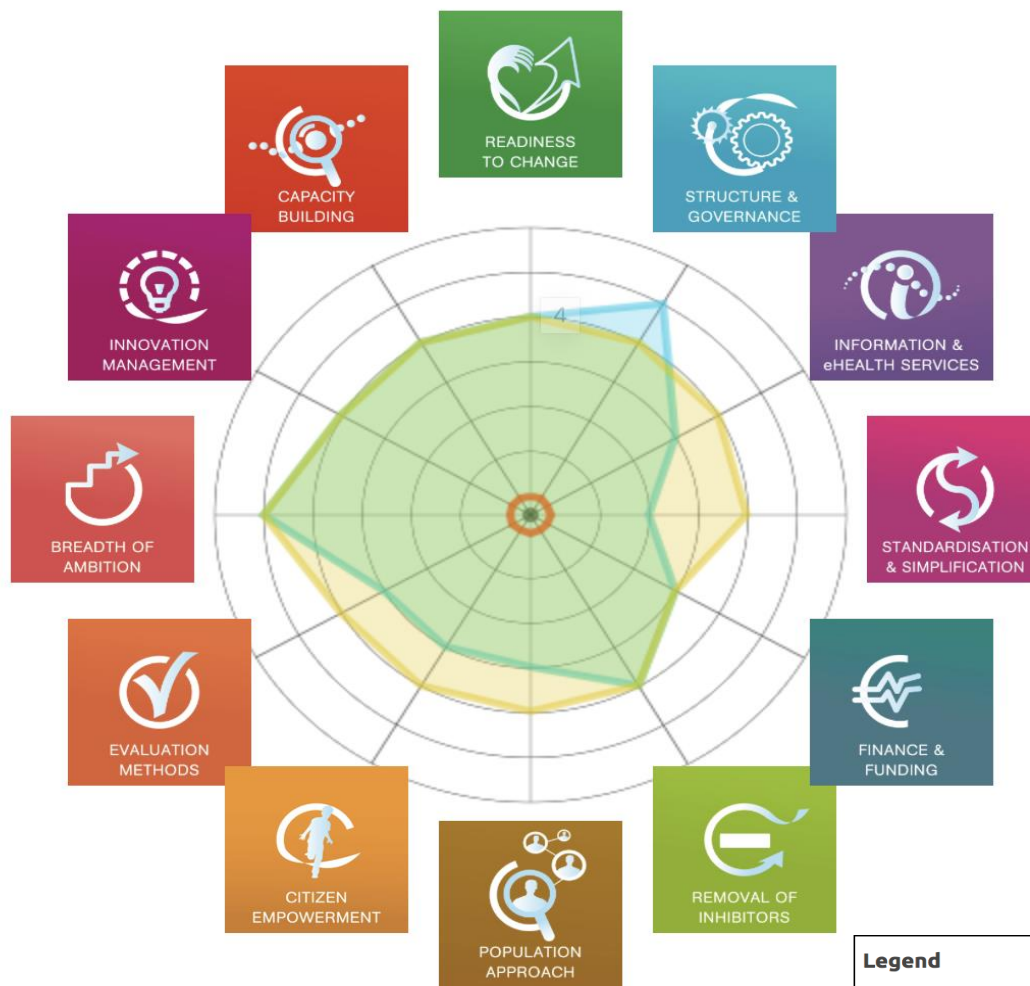 READINESS
TO CHANGE
STRUCTURE &
GOVERNANCE
INFORMATION &
eHEALTH SERVICES
STANDARDISATION
& SIMPLIFICATION
FINANCE &
FUNDING
REMOVAL OF
INHIBITORS
POPULATION
APPROACH
CITIZEN
EMPOWERMENT
EVALUATION
METHODS
BREADTH OF
AMBITION
INNOVATION
MANAGEMENT
CAPACITY
BUILDING
4
Legend